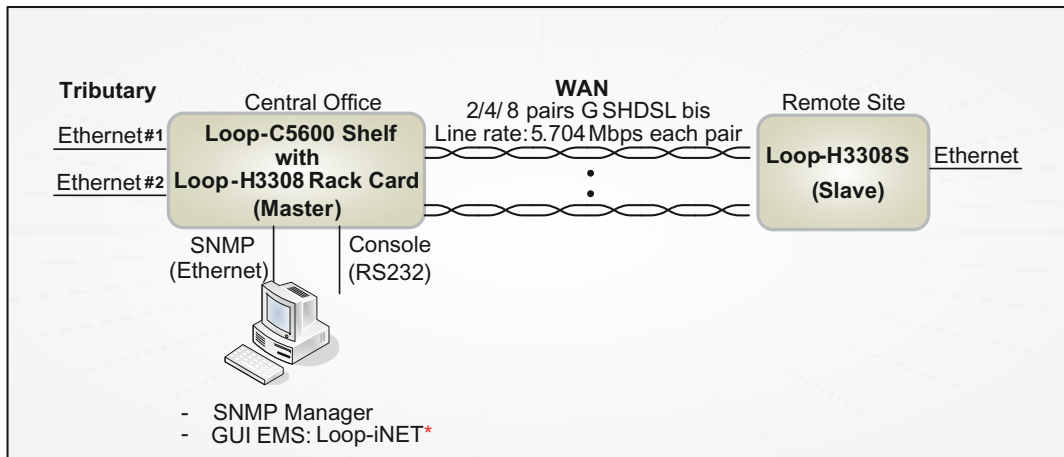 Tributary
Ethernet#1
Ethernet#2
Central Office
Loop-C5600 Shelf
with
Loop-H3308 Rack Card
(Master)
WAN
2/4/8 pairs G SHDSL bis
Line rate: 5.704 Mbps each pair
Remote Site
Loop-H3308S
(Slave)
Ethernet
SNMP
(Ethernet)
Console
(RS232)
- SNMP Manager
- GUI EMS: Loop-iNET*